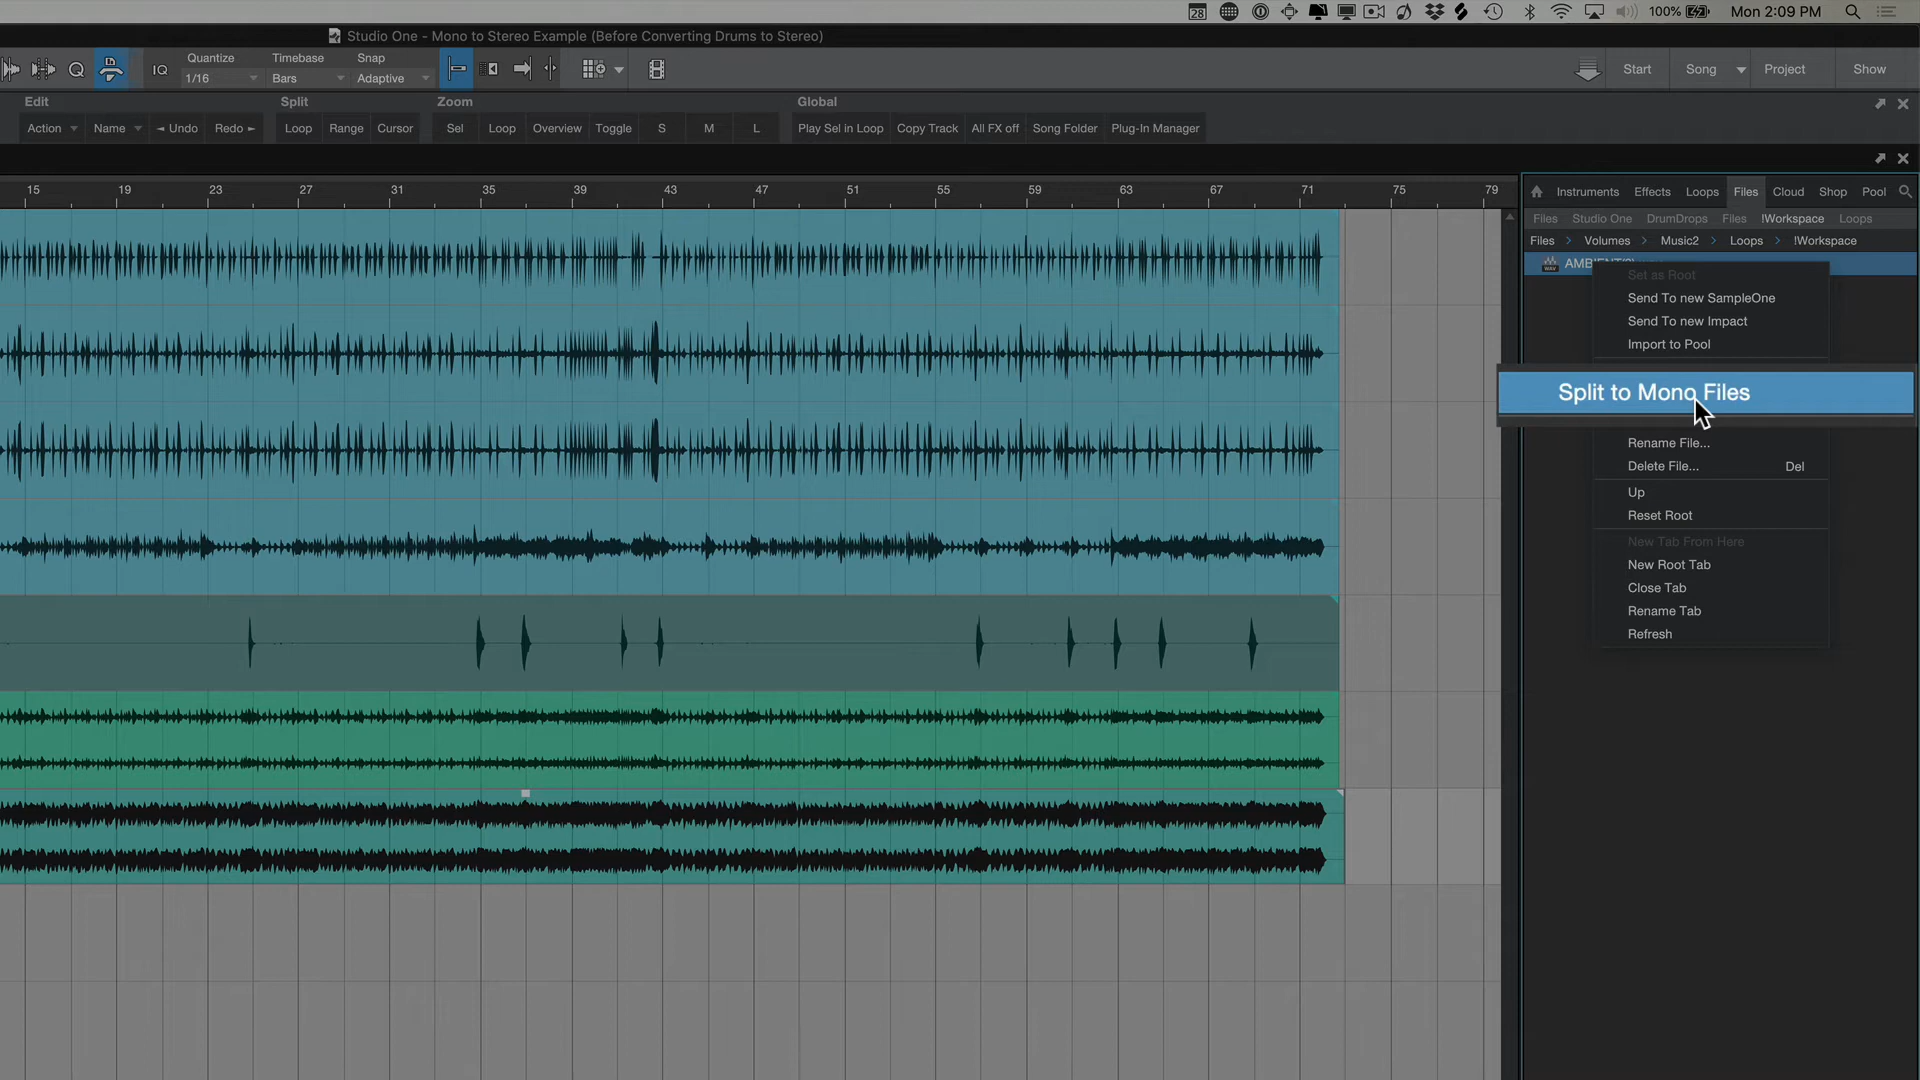 28 100% Mon 2:09 PM
Studio One - Mono to Stereo Example (Before Converting Drums to Stereo)
Quantize Timebase Snap
Q IQ 1/16 Bars Adaptive Start Song Project Show
Edit Split Zoom Global
Action Name Undo Redo Loop Range Cursor Sel Loop Overview Toggle S M L Play Sel in Loop Copy Track All FX off Song Folder Plug-In Manager
15 19 23 27 31 35 39 43 47 51 55 59 63 67 71 75 79
Instruments Effects Loops Files Cloud Shop Pool
Files Studio One DrumDrops Files !Workspace Loops
Files > Volumes > Music2 > Loops > !Workspace
Set as Root
Send To new SampleOne
Send To new Impact
Import to Pool
Split to Mono Files
Rename File...
Delete File... Del
Up
Reset Root
New Tab From Here
New Root Tab
Close Tab
Rename Tab
Refresh